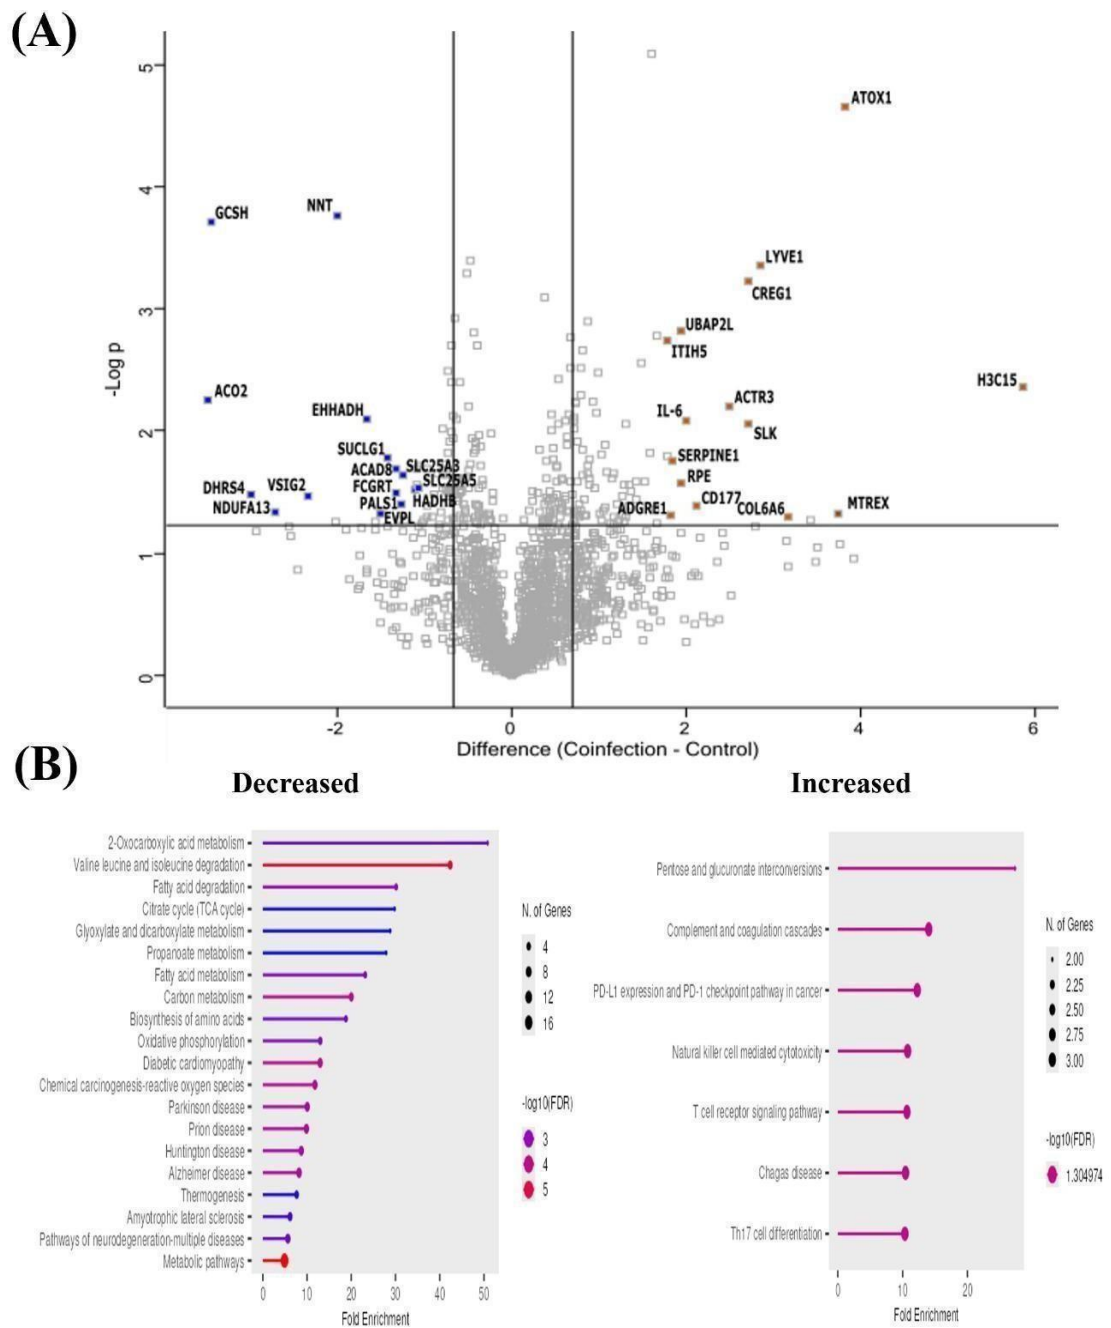 (A)
5
4
3
2
1
0
-Log p
ATOX1
GCSH
NNT
LYVE1
CREG1
UBAP2L
ITIH5
ACO2
H3C15
EHHADH
IL-6
ACTR3
SLK
SUCLG1
ACAD8
SLC25A3
SERPINE1
DHRS4
VSIG2
FCGRT
SLC25A5
RPE
NDUFA13
PALS1
HADHB
EVPL
ADGRE1
CD177
COL6A6
MTREX
-2
0
2
4
6
Difference (Coinfection - Control)
(B)
Decreased
Increased
2-Oxocarboxylic acid metabolism
Valine leucine and isoleucine degradation
Fatty acid degradation
Citrate cycle (TCA cycle)
Glyoxylate and dicarboxylate metabolism
Propanoate metabolism
Fatty acid metabolism
Carbon metabolism
Biosynthesis of amino acids
Oxidative phosphorylation
Diabetic cardiomyopathy
Chemical carcinogenesis-reactive oxygen species
Parkinson disease
Prion disease
Huntington disease
Alzheimer disease
Thermogenesis
Amyotrophic lateral sclerosis
Pathways of neurodegeneration-multiple diseases
Metabolic pathways
0
10
20
30
40
50
Fold Enrichment
N. of Genes
4
8
12
16
-log10(FDR)
3
4
5
Pentose and glucuronate interconversions
Complement and coagulation cascades
PD-L1 expression and PD-1 checkpoint pathway in cancer
Natural killer cell mediated cytotoxicity
T cell receptor signaling pathway
Chagas disease
Th17 cell differentiation
0
10
20
Fold Enrichment
N. of Genes
2.00
2.25
2.50
2.75
3.00
-log10(FDR)
1.304974